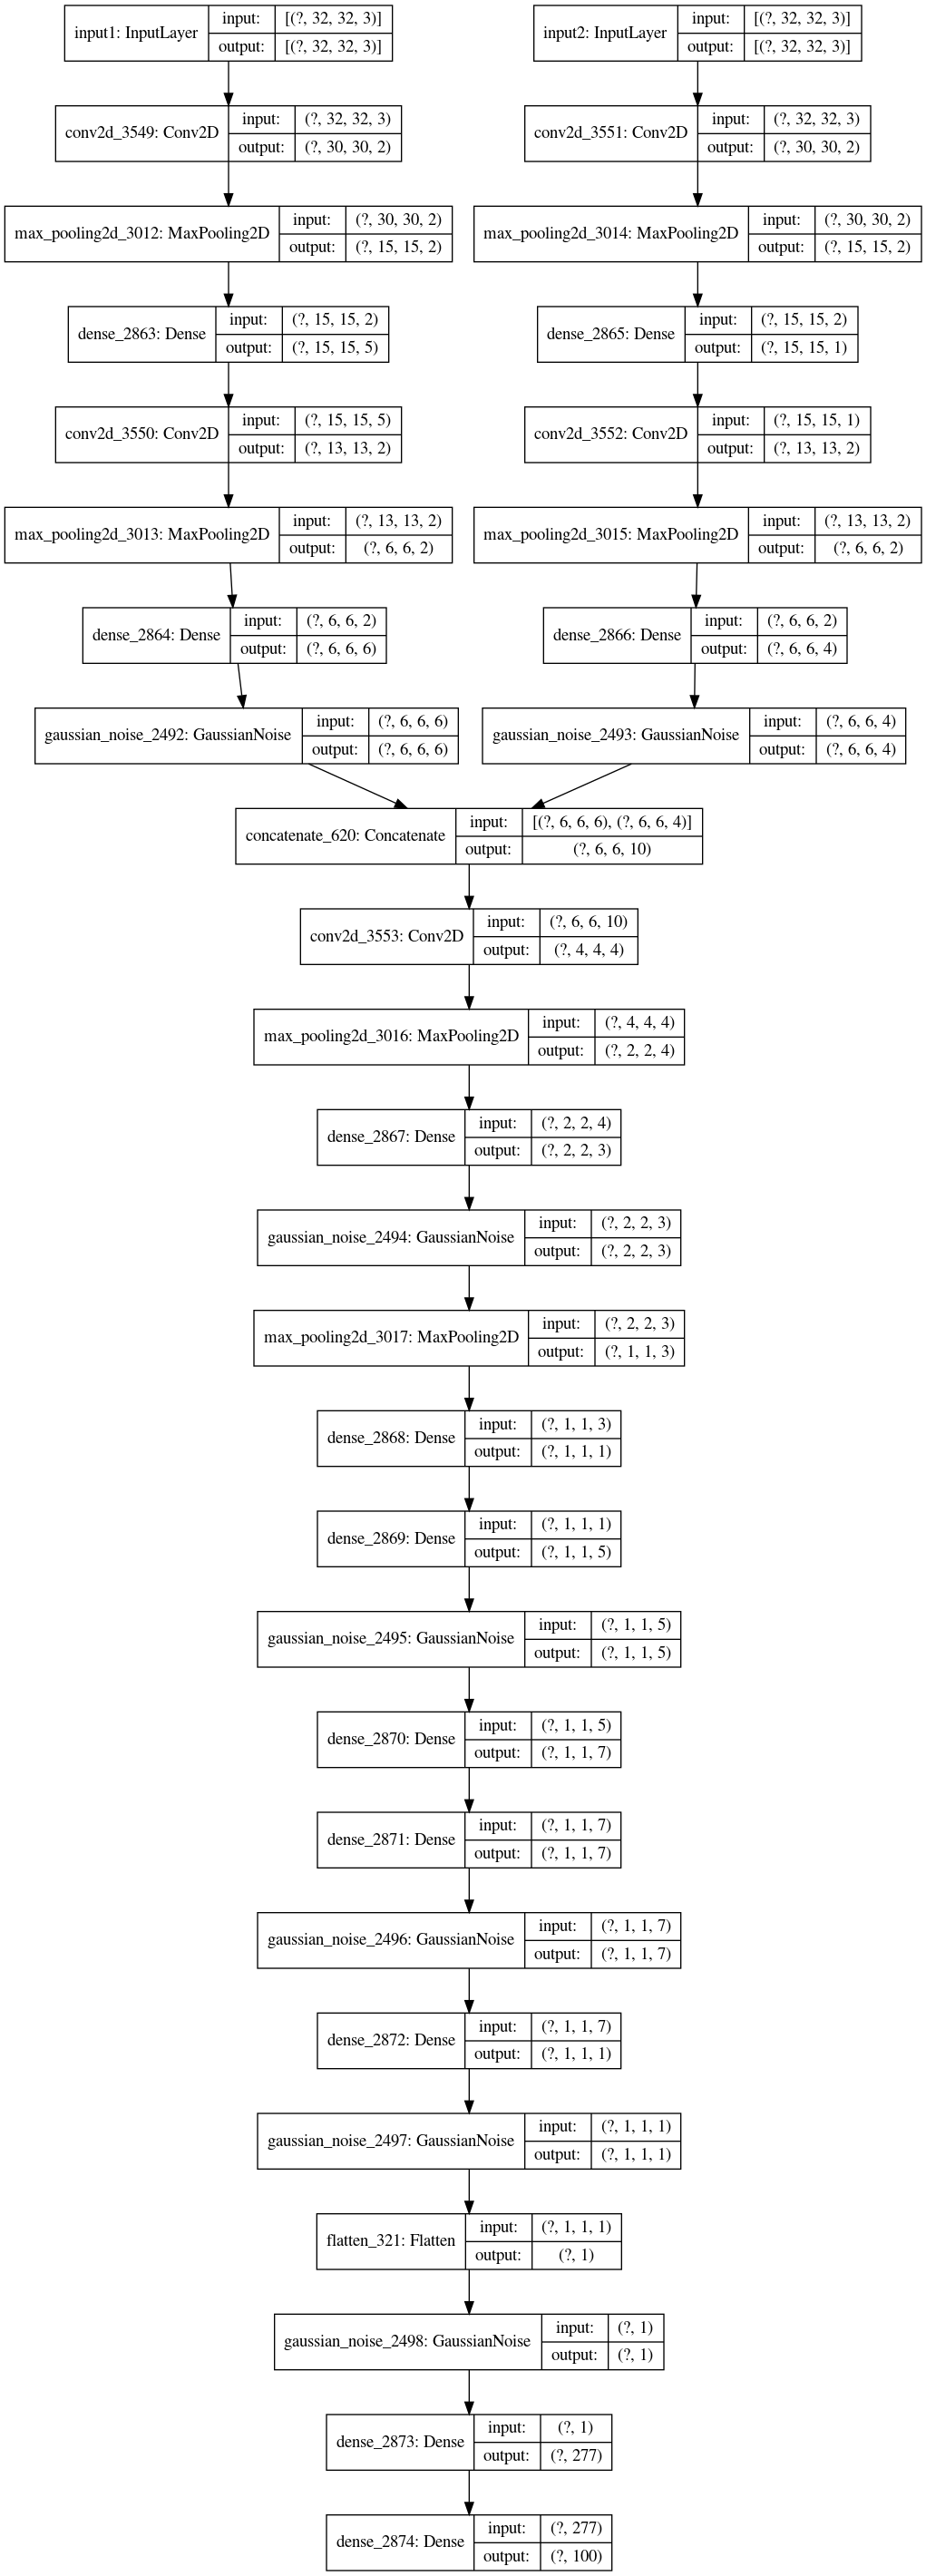 input1: InputLayer input: [(?, 32, 32, 3)] output: [(?, 32, 32, 3)]
input2: InputLayer input: [(?, 32, 32, 3)] output: [(?, 32, 32, 3)]
conv2d_3549: Conv2D input: (?, 32, 32, 3) output: (?, 30, 30, 2)
conv2d_3551: Conv2D input: (?, 32, 32, 3) output: (?, 30, 30, 2)
max_pooling2d_3012: MaxPooling2D input: (?, 30, 30, 2) output: (?, 15, 15, 2)
max_pooling2d_3014: MaxPooling2D input: (?, 30, 30, 2) output: (?, 15, 15, 2)
dense_2863: Dense input: (?, 15, 15, 2) output: (?, 15, 15, 5)
dense_2865: Dense input: (?, 15, 15, 2) output: (?, 15, 15, 1)
conv2d_3550: Conv2D input: (?, 15, 15, 5) output: (?, 13, 13, 2)
conv2d_3552: Conv2D input: (?, 15, 15, 1) output: (?, 13, 13, 2)
max_pooling2d_3013: MaxPooling2D input: (?, 13, 13, 2) output: (?, 6, 6, 2)
max_pooling2d_3015: MaxPooling2D input: (?, 13, 13, 2) output: (?, 6, 6, 2)
dense_2864: Dense input: (?, 6, 6, 2) output: (?, 6, 6, 6)
dense_2866: Dense input: (?, 6, 6, 2) output: (?, 6, 6, 4)
gaussian_noise_2492: GaussianNoise input: (?, 6, 6, 6) output: (?, 6, 6, 6)
gaussian_noise_2493: GaussianNoise input: (?, 6, 6, 4) output: (?, 6, 6, 4)
concatenate_620: Concatenate input: [(?, 6, 6, 6), (?, 6, 6, 4)] output: (?, 6, 6, 10)
conv2d_3553: Conv2D input: (?, 6, 6, 10) output: (?, 4, 4, 4)
max_pooling2d_3016: MaxPooling2D input: (?, 4, 4, 4) output: (?, 2, 2, 4)
dense_2867: Dense input: (?, 2, 2, 4) output: (?, 2, 2, 3)
gaussian_noise_2494: GaussianNoise input: (?, 2, 2, 3) output: (?, 2, 2, 3)
max_pooling2d_3017: MaxPooling2D input: (?, 2, 2, 3) output: (?, 1, 1, 3)
dense_2868: Dense input: (?, 1, 1, 3) output: (?, 1, 1, 1)
dense_2869: Dense input: (?, 1, 1, 1) output: (?, 1, 1, 5)
gaussian_noise_2495: GaussianNoise input: (?, 1, 1, 5) output: (?, 1, 1, 5)
dense_2870: Dense input: (?, 1, 1, 5) output: (?, 1, 1, 7)
dense_2871: Dense input: (?, 1, 1, 7) output: (?, 1, 1, 7)
gaussian_noise_2496: GaussianNoise input: (?, 1, 1, 7) output: (?, 1, 1, 7)
dense_2872: Dense input: (?, 1, 1, 7) output: (?, 1, 1, 1)
gaussian_noise_2497: GaussianNoise input: (?, 1, 1, 1) output: (?, 1, 1, 1)
flatten_321: Flatten input: (?, 1, 1, 1) output: (?, 1)
gaussian_noise_2498: GaussianNoise input: (?, 1) output: (?, 1)
dense_2873: Dense input: (?, 1) output: (?, 277)
dense_2874: Dense input: (?, 277) output: (?, 100)